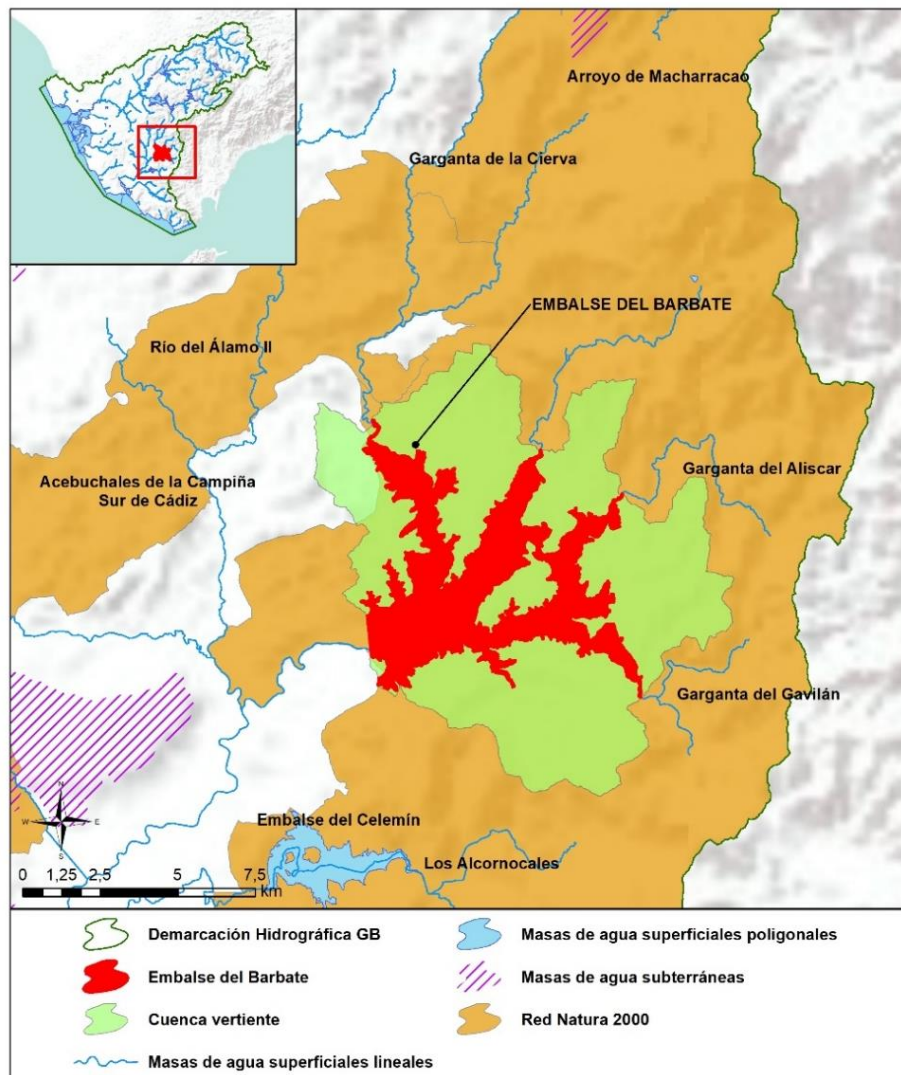 Arroyo de Macharracao
Garganta de la Cierva
EMBALSE DEL BARBATE
Río del Álamo II
Acebuchales de la Campiña
Sur de Cádiz
Garganta del Aliscar
Garganta del Gavilán
Embalse del Celemín
Los Alcornocales
N
W E
S
0 1,25 2,5 5 7,5
km
Demarcación Hidrográfica GB
Embalse del Barbate
Cuenca vertiente
Masas de agua superficiales lineales
Masas de agua superficiales poligonales
Masas de agua subterráneas
Red Natura 2000